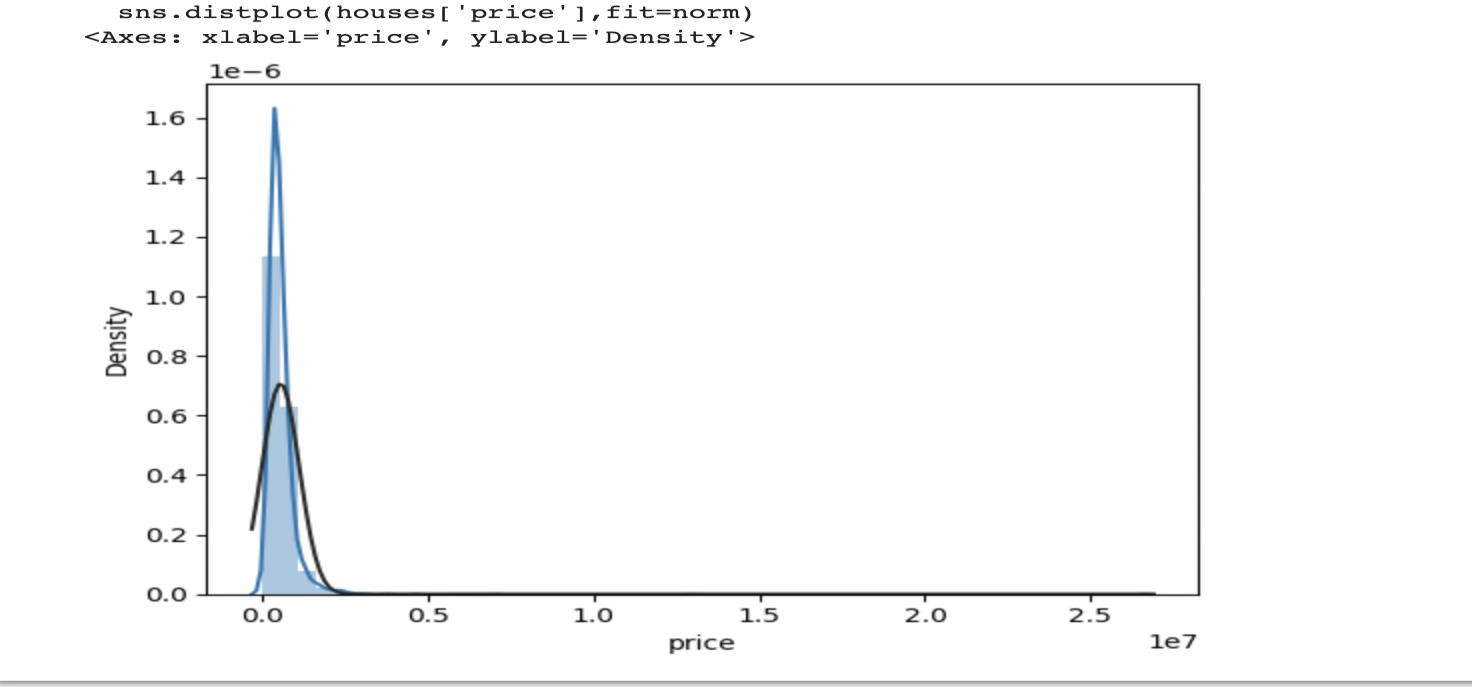 sns.distplot(houses['price'],fit=norm)
<Axes: xlabel='price', ylabel='Density'>
1e−6
1.6
1.4
1.2
1.0
0.8
0.6
0.4
0.2
0.0
Density
0.0 0.5 1.0 1.5 2.0 2.5
price
1e7